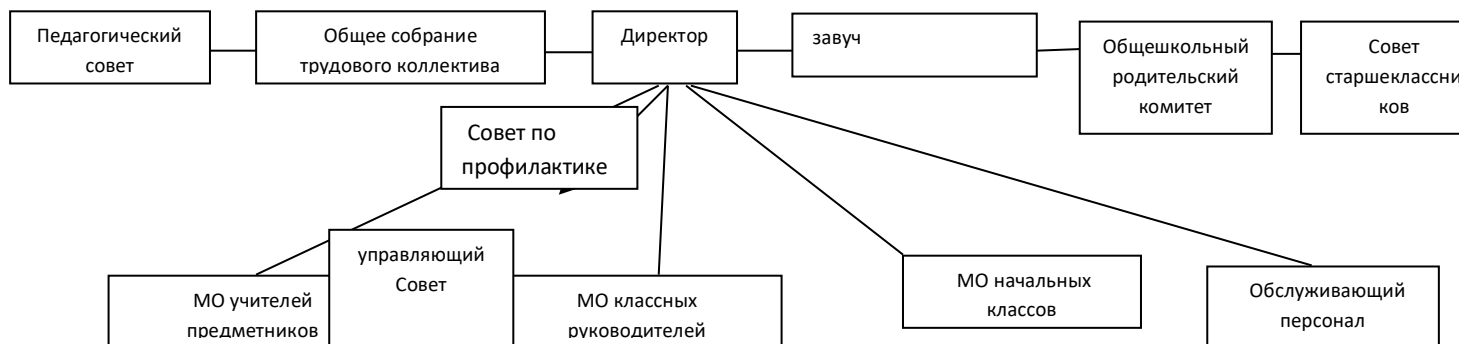 Педагогический
совет
Общее собрание
трудового коллектива
Директор
завуч
Общешкольный
родительский
комитет
Совет
старшекласни
ков
Совет по
профилактике
управляющий
Совет
МО учителей
предметников
МО классных
руководителей
МО начальных
классов
Обслуживающий
персонал